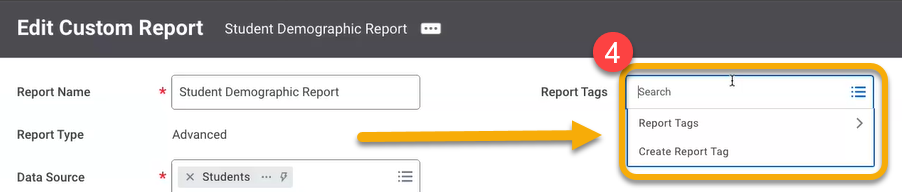 Edit Custom Report Student Demographic Report
4
Report Name * Student Demographic Report Report Tags Search
Report Tags
Report Type Advanced
Create Report Tag
Data Source * × Students